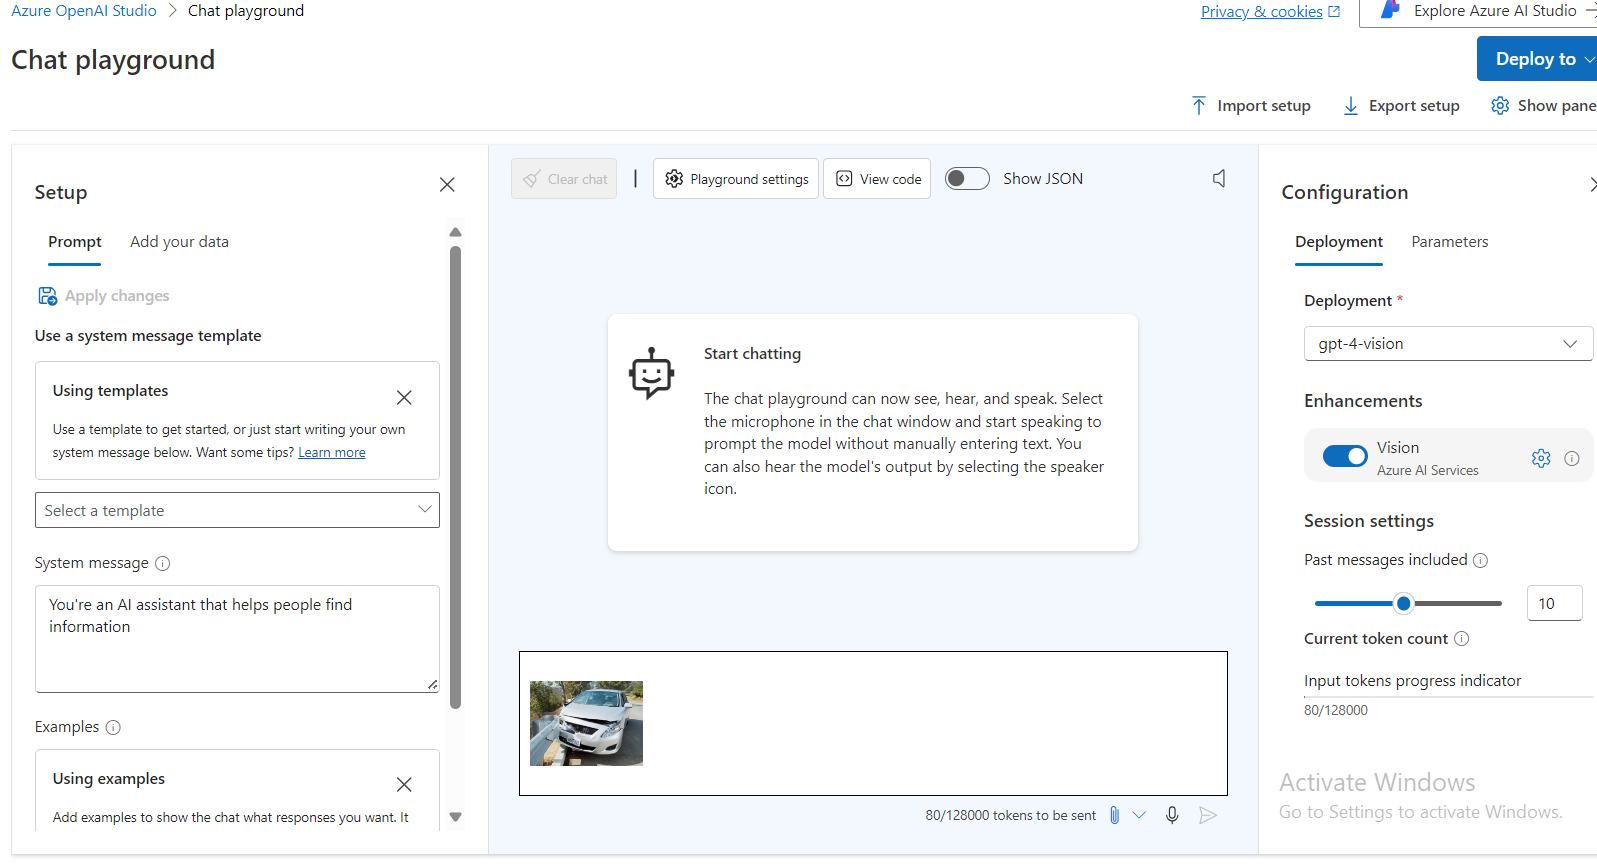 Azure OpenAI Studio > Chat playground
Privacy & cookies
Explore Azure AI Studio
Chat playground
Deploy to
Import setup
Export setup
Show pane
Setup
Prompt
Add your data
Apply changes
Use a system message template
Using templates
Use a template to get started, or just start writing your own
system message below. Want some tips? Learn more
Select a template
System message
You're an AI assistant that helps people find
information
Examples
Using examples
Add examples to show the chat what responses you want. It
Clear chat
Playground settings
View code
Show JSON
Start chatting
The chat playground can now see, hear, and speak. Select
the microphone in the chat window and start speaking to
prompt the model without manually entering text. You
can also hear the model's output by selecting the speaker
icon.
80/128000 tokens to be sent
Configuration
Deployment
Parameters
Deployment *
gpt-4-vision
Enhancements
Vision
Azure AI Services
Session settings
Past messages included
10
Current token count
Input tokens progress indicator
80/128000
Activate Windows
Go to Settings to activate Windows.